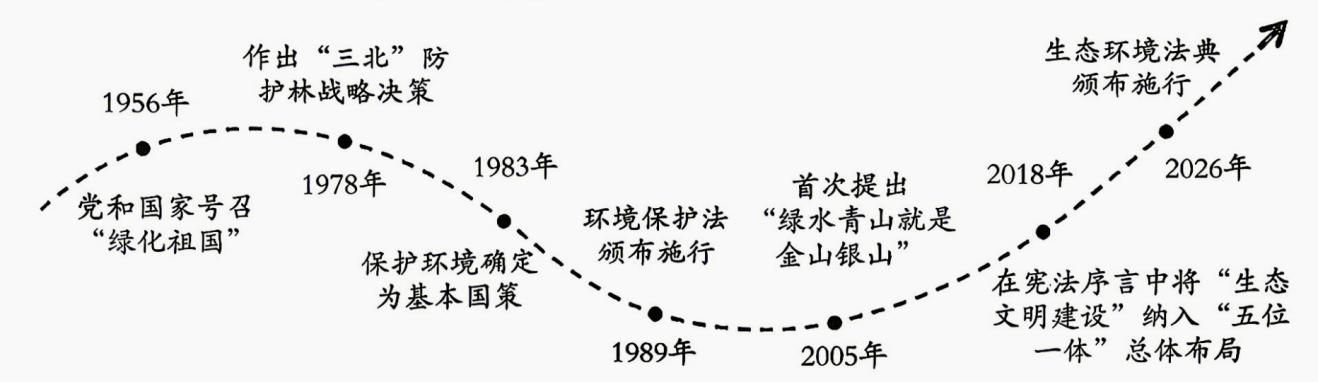 1956年
党和国家号召
“绿化祖国”
作出“三北”防
护林战略决策
1978年
1983年
保护环境确定
为基本国策
环境保护法
颁布施行
1989年
首次提出
“绿水青山就是
金山银山”
2005年
2018年
在宪法序言中将“生态
文明建设”纳入“五位
一体”总体布局
生态环境法典
颁布施行
2026年